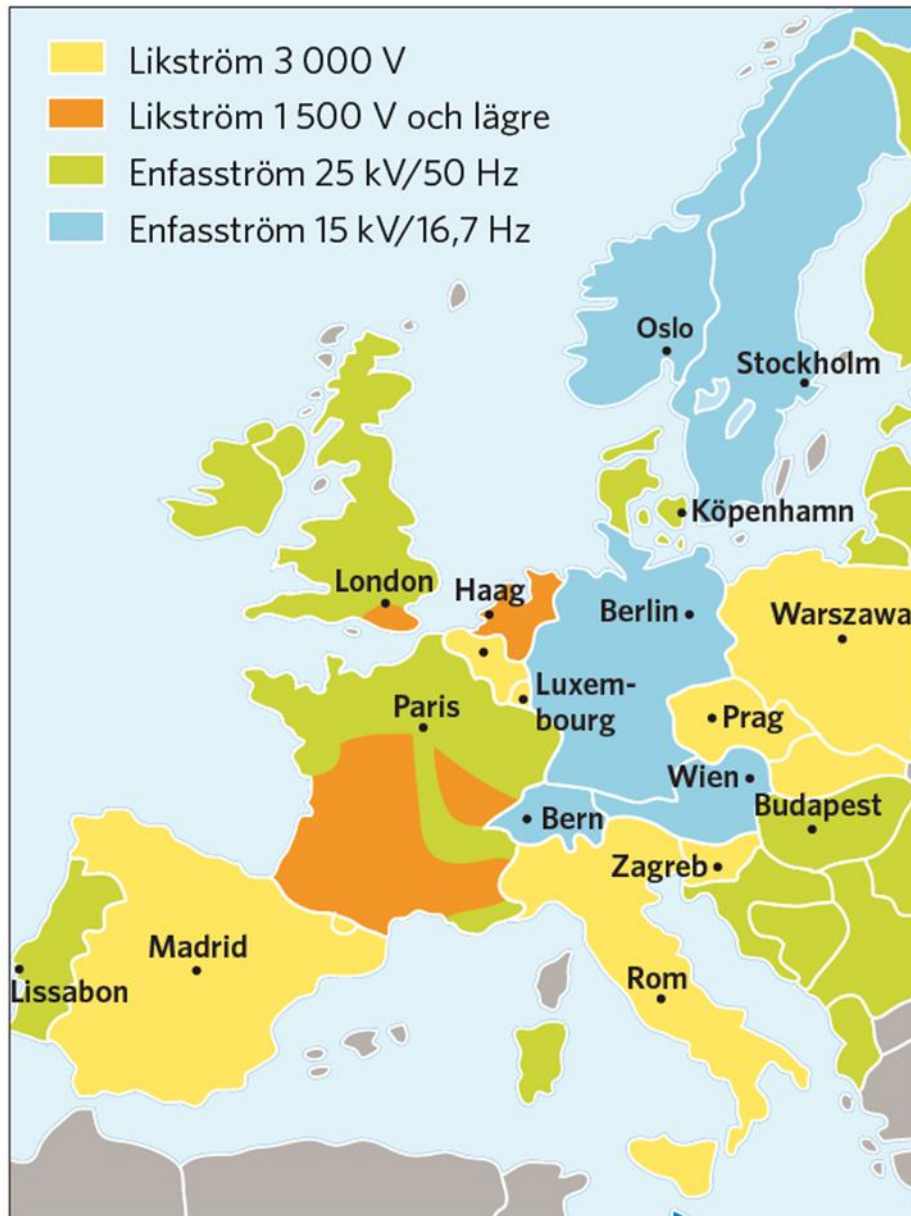 Likström 3 000 V
Likström 1 500 V och lägre
Enfasström 25 kV/50 Hz
Enfasström 15 kV/16,7 Hz
Oslo
Stockholm
Köpenhamn
London
Haag
Berlin
Warszawa
Luxem-
bourg
Paris
Prag
Wien
Bern
Budapest
Zagreb
Madrid
Lissabon
Rom